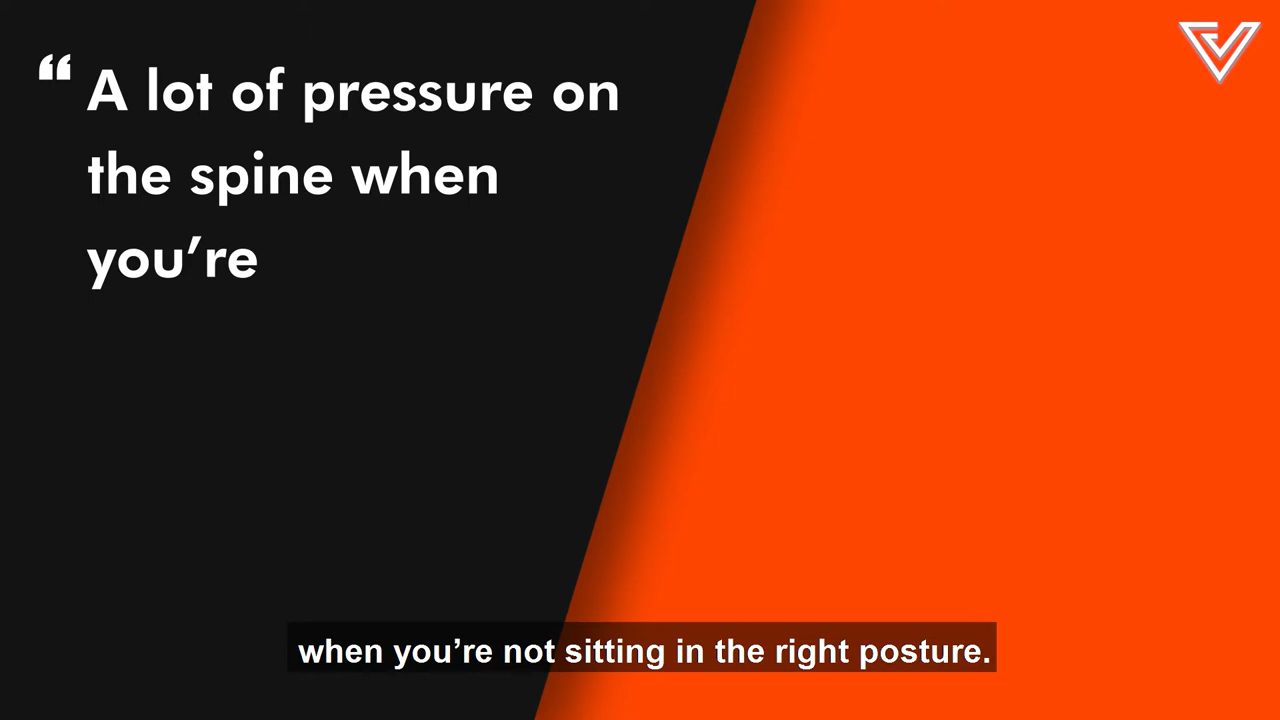 “ A lot of pressure on
the spine when
you’re
when you’re not sitting in the right posture.